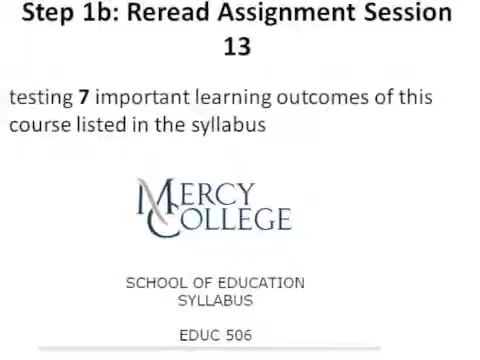 Step 1b: Reread Assignment Session
13
testing 7 important learning outcomes of this
course listed in the syllabus
MERCY
COLLEGE
SCHOOL OF EDUCATION
SYLLABUS
EDUC 506